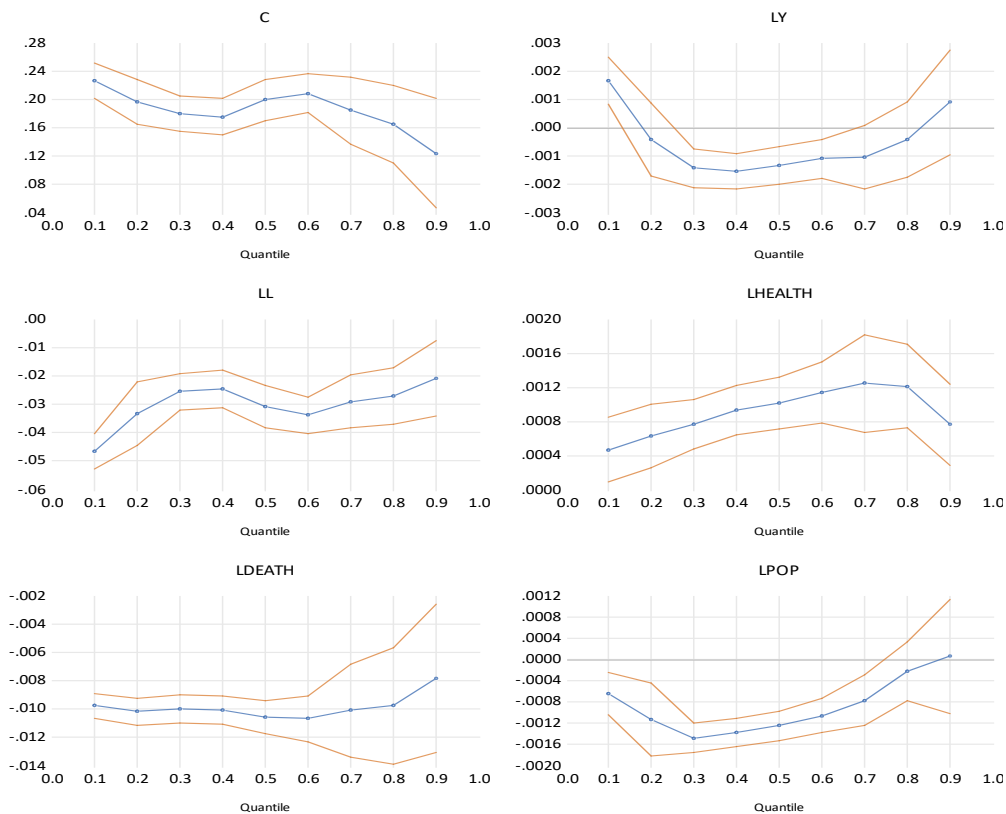 C
.28
.24
.20
.16
.12
.08
.04
0.0 0.1 0.2 0.3 0.4 0.5 0.6 0.7 0.8 0.9 1.0
Quantile
LY
.003
.002
.001
.000
-.001
-.002
-.003
0.0 0.1 0.2 0.3 0.4 0.5 0.6 0.7 0.8 0.9 1.0
Quantile
LL
.00
-.01
-.02
-.03
-.04
-.05
-.06
0.0 0.1 0.2 0.3 0.4 0.5 0.6 0.7 0.8 0.9 1.0
Quantile
LHEALTH
.0020
.0016
.0012
.0008
.0004
.0000
0.0 0.1 0.2 0.3 0.4 0.5 0.6 0.7 0.8 0.9 1.0
Quantile
LDEATH
-.002
-.004
-.006
-.008
-.010
-.012
-.014
0.0 0.1 0.2 0.3 0.4 0.5 0.6 0.7 0.8 0.9 1.0
Quantile
LPOP
.0012
.0008
.0004
.0000
-.0004
-.0008
-.0012
-.0016
-.0020
0.0 0.1 0.2 0.3 0.4 0.5 0.6 0.7 0.8 0.9 1.0
Quantile